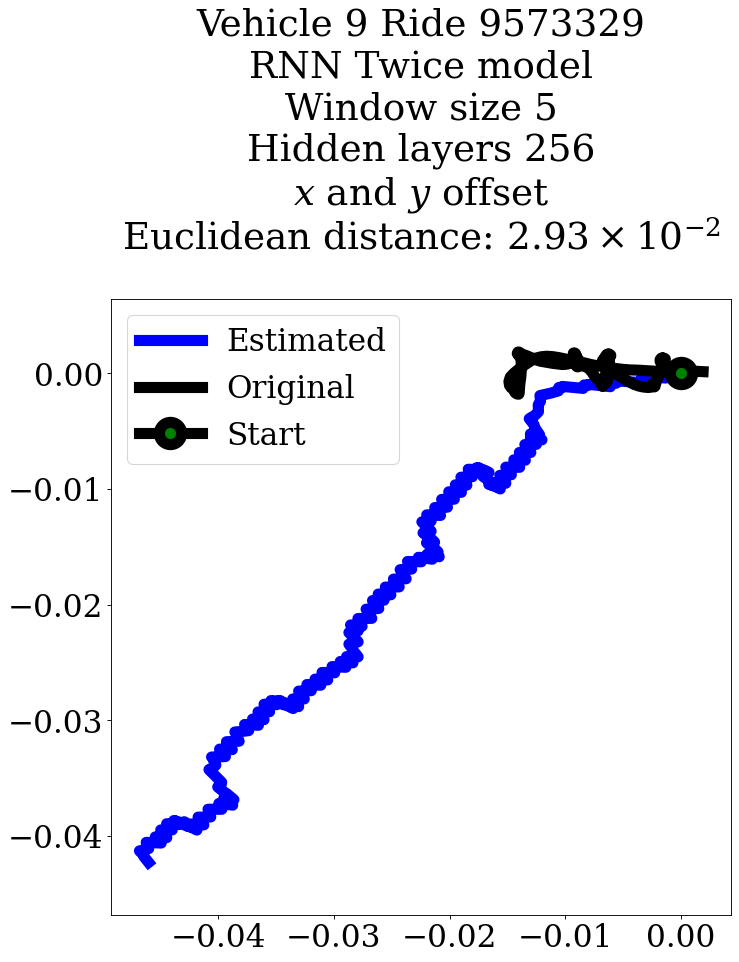 Vehicle 9 Ride 9573329
RNN Twice model
Window size 5
Hidden layers 256
x and y offset
Euclidean distance: 2.93 × 10⁻²
Estimated
Original
Start
0.00
−0.01
−0.02
−0.03
−0.04
−0.04 −0.03 −0.02 −0.01 0.00